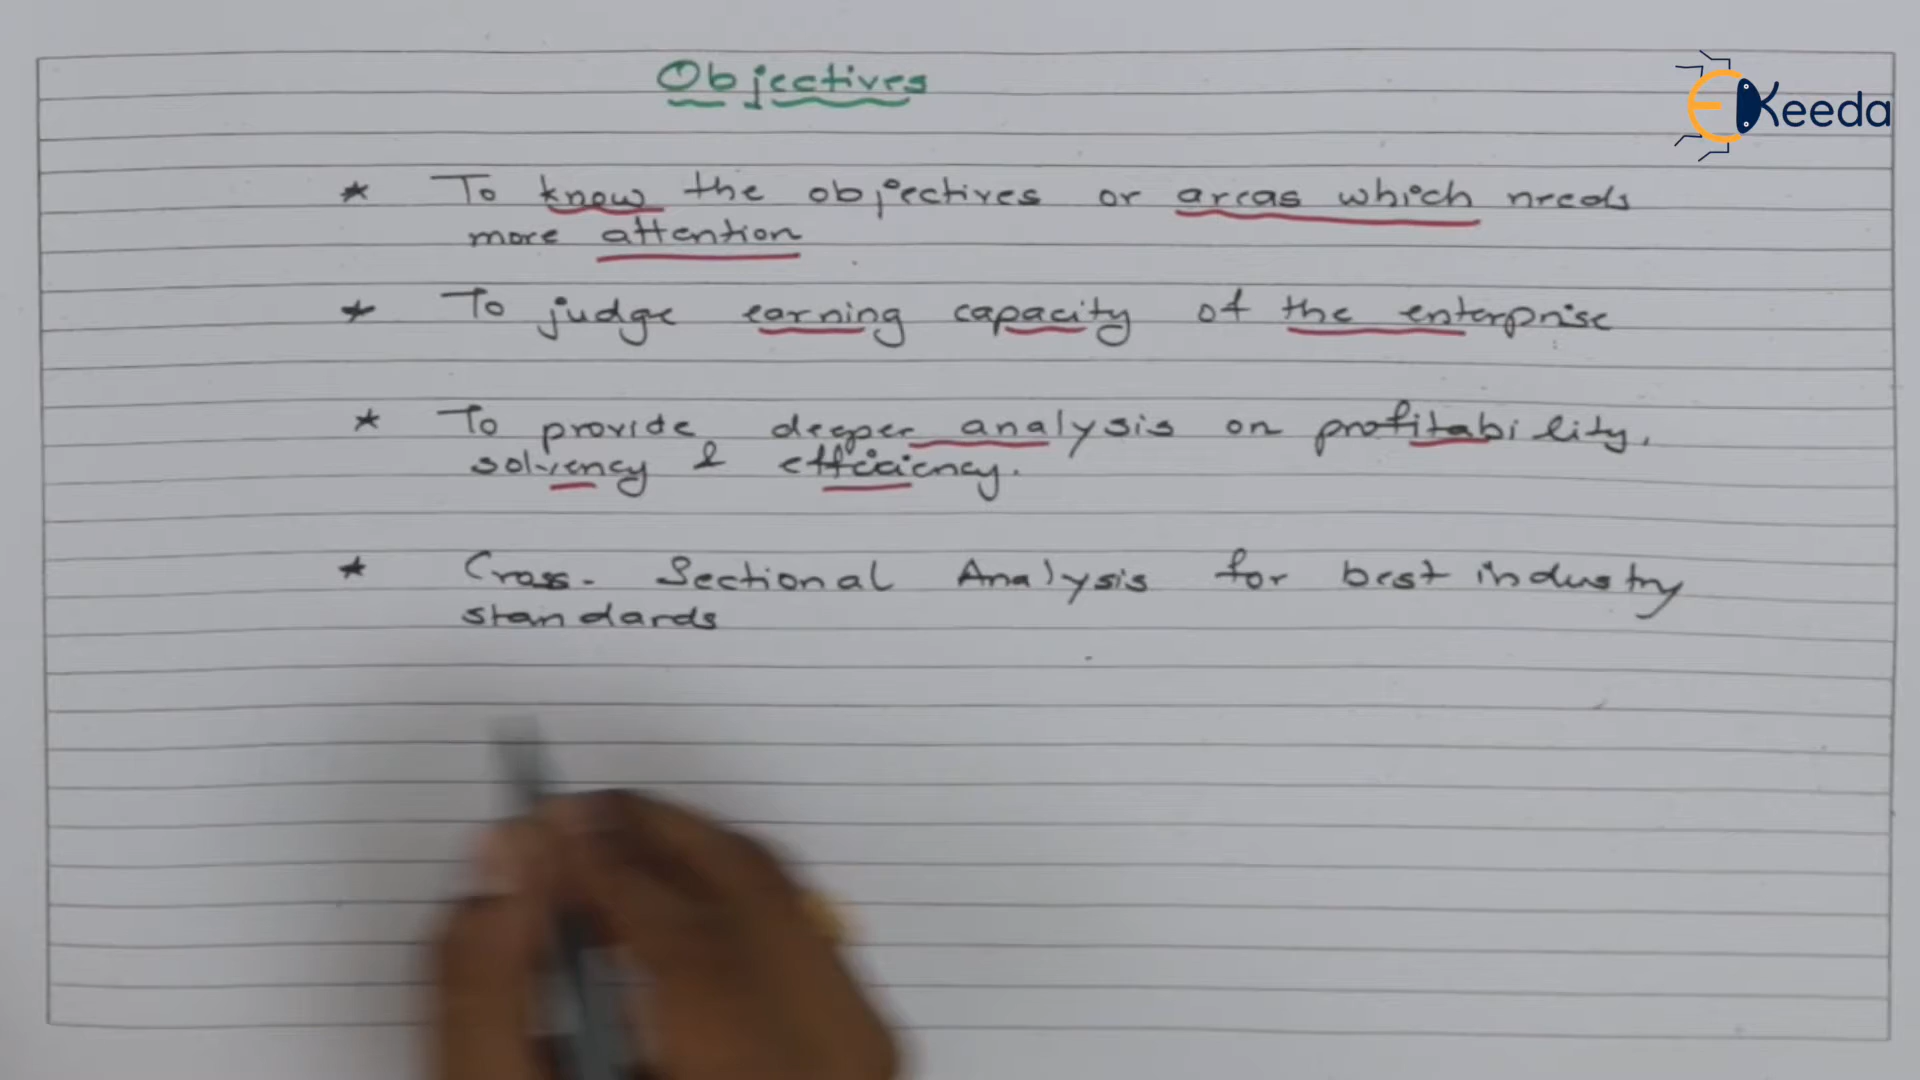 Objectives
EKeeda
* To know the objectives or areas which needs
more attention
* To judge earning capacity of the enterprise
* To provide deeper analysis on profitability,
solvency & efficiency.
* Cross-Sectional Analysis for best industry
standards